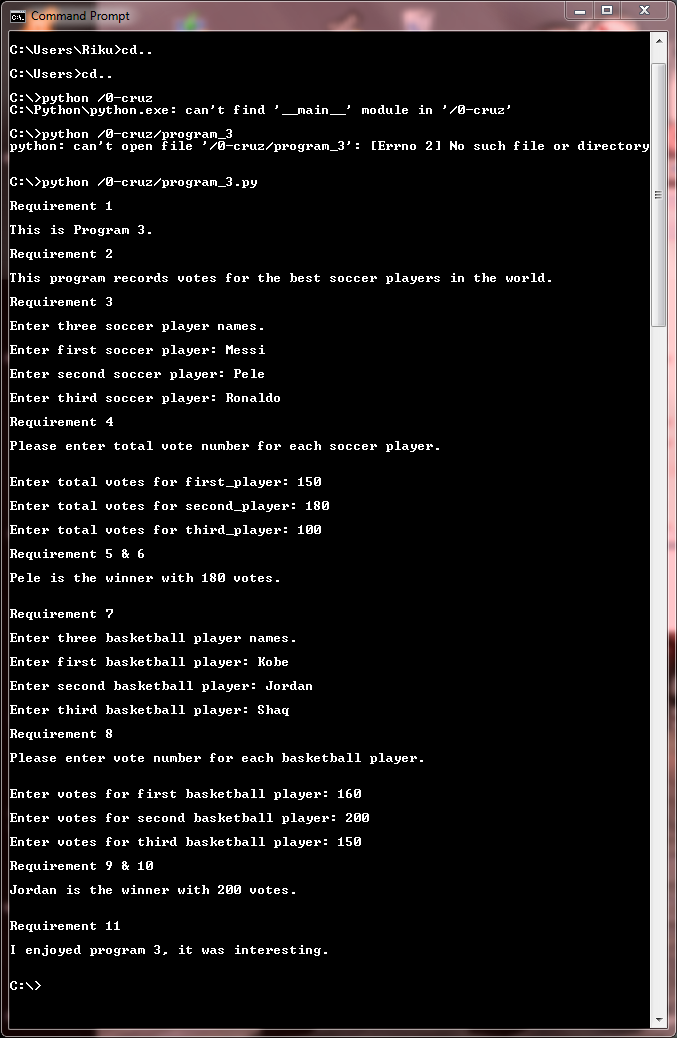 Command Prompt
C:\Users\Riku>cd..
C:\Users>cd..
C:\>python /0-cruz
C:\Python\python.exe: can't find '__main__' module in '/0-cruz'
C:\>python /0-cruz/program_3
python: can't open file '/0-cruz/program_3': [Errno 2] No such file or directory
C:\>python /0-cruz/program_3.py
Requirement 1
This is Program 3.
Requirement 2
This program records votes for the best soccer players in the world.
Requirement 3
Enter three soccer player names.
Enter first soccer player: Messi
Enter second soccer player: Pele
Enter third soccer player: Ronaldo
Requirement 4
Please enter total vote number for each soccer player.
Enter total votes for first_player: 150
Enter total votes for second_player: 180
Enter total votes for third_player: 100
Requirement 5 & 6
Pele is the winner with 180 votes.
Requirement 7
Enter three basketball player names.
Enter first basketball player: Kobe
Enter second basketball player: Jordan
Enter third basketball player: Shaq
Requirement 8
Please enter vote number for each basketball player.
Enter votes for first basketball player: 160
Enter votes for second basketball player: 200
Enter votes for third basketball player: 150
Requirement 9 & 10
Jordan is the winner with 200 votes.
Requirement 11
I enjoyed program 3, it was interesting.
C:\>